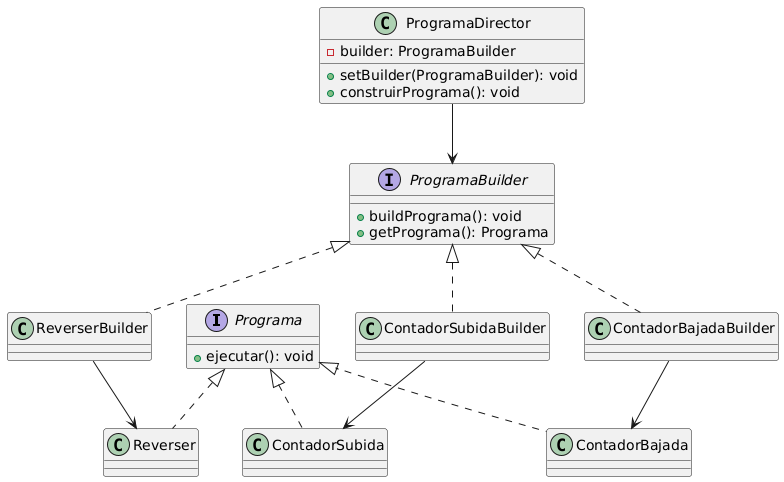 C ProgramaDirector
builder: ProgramaBuilder
setBuilder(ProgramaBuilder): void
construirPrograma(): void
I ProgramaBuilder
buildPrograma(): void
getPrograma(): Programa
C ReverserBuilder
I Programa
ejecutar(): void
C ContadorSubidaBuilder
C ContadorBajadaBuilder
C Reverser
C ContadorSubida
C ContadorBajada